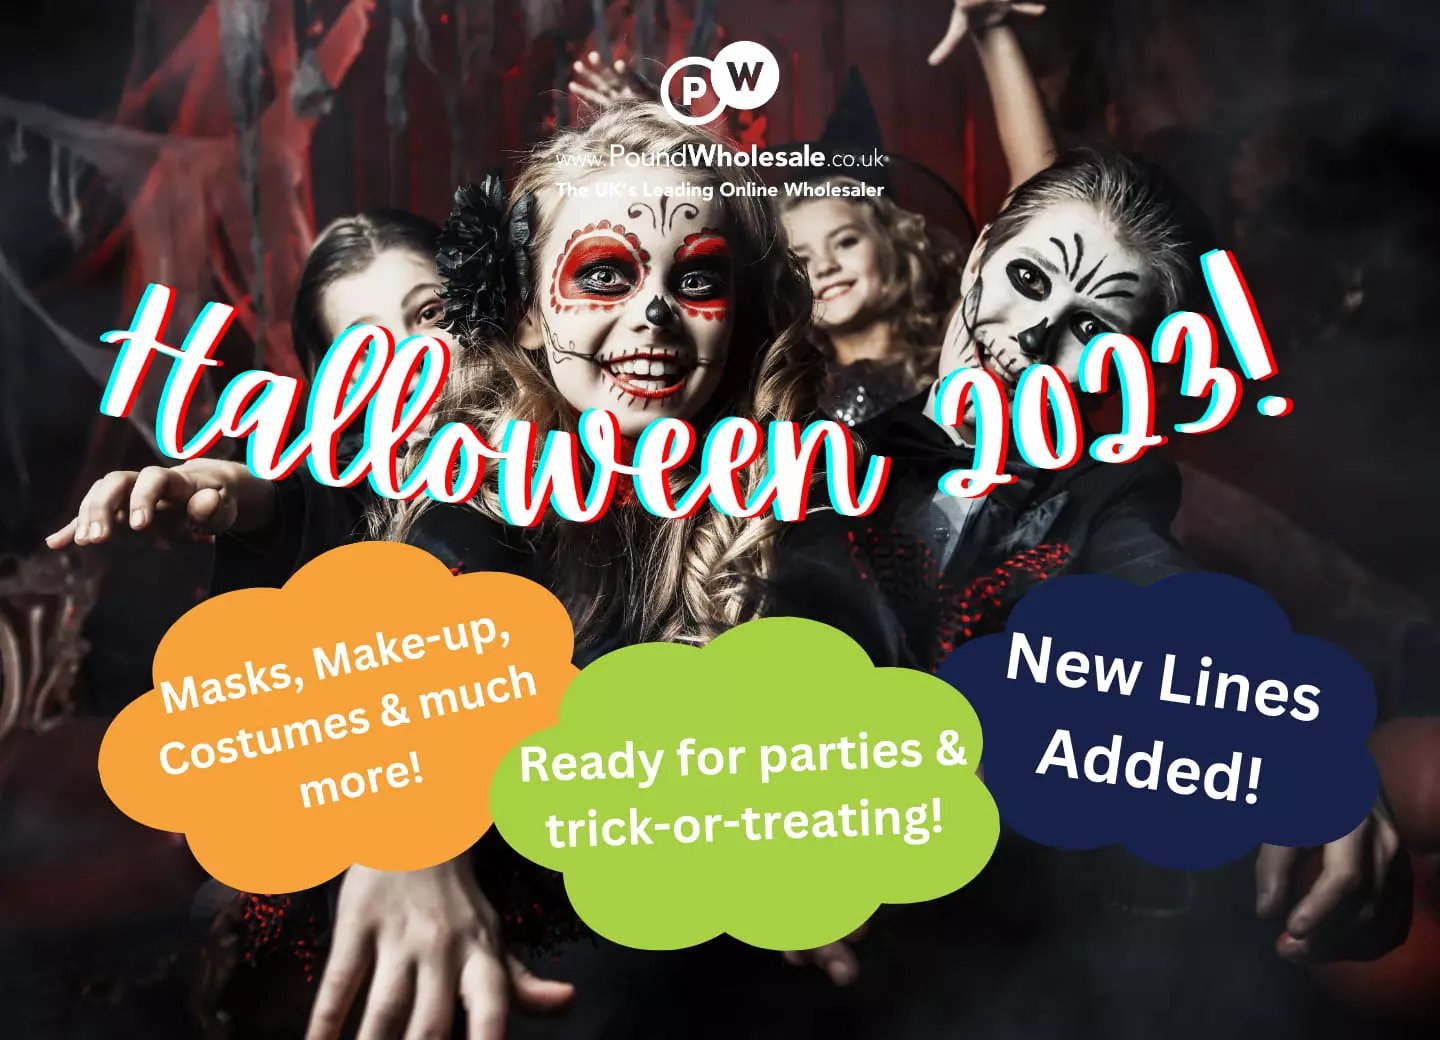 PW
www.PoundWholesale.co.uk
The UK's Leading Online Wholesaler
Halloween 2023!
Masks, Make-up,
Costumes & much
more!
Ready for parties &
trick-or-treating!
New Lines
Added!